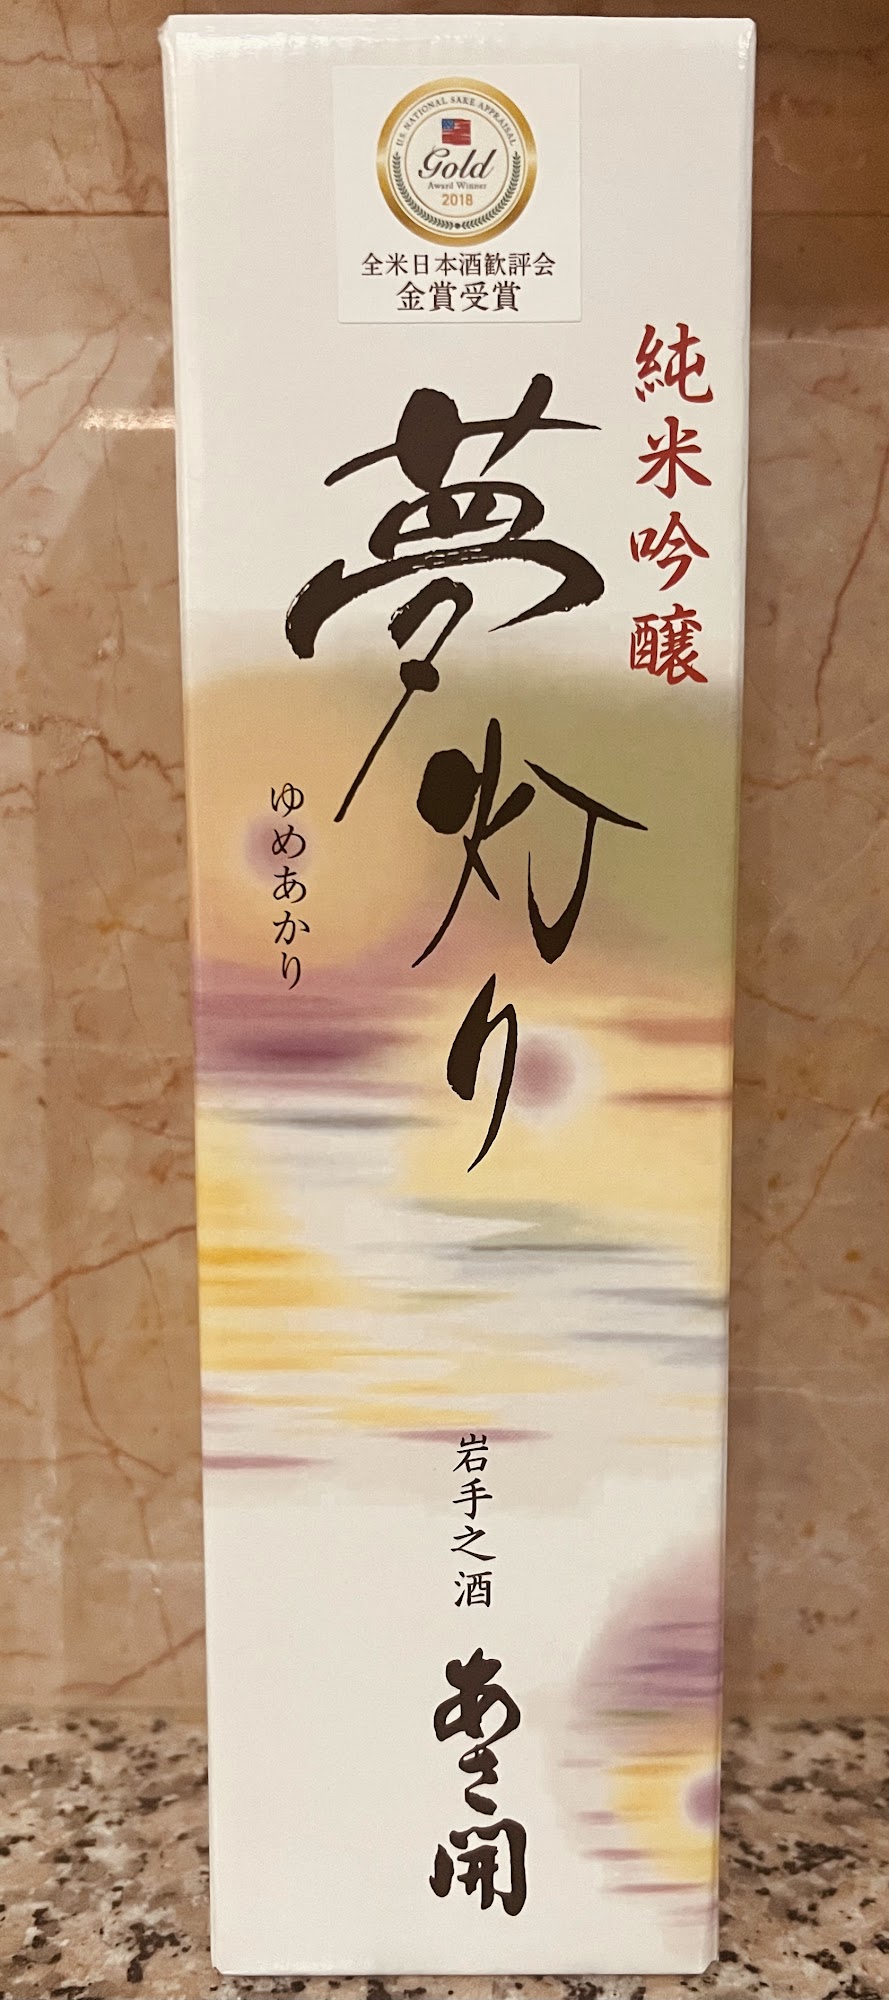 U.S. NATIONAL SAKE APPRAISAL
Gold
Award Winner
2018
全米日本酒歓評会
金賞受賞
純米吟醸
夢灯り
ゆめあかり
岩手之酒
あさ開